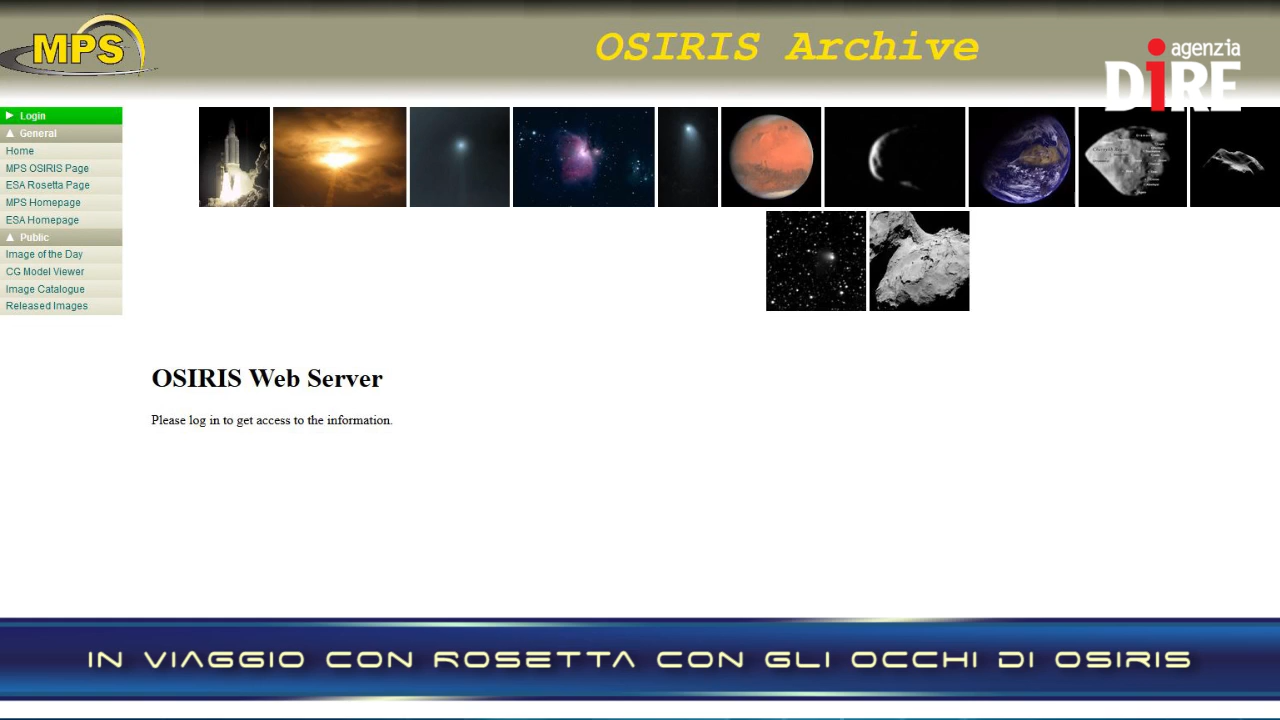 MPS
OSIRIS Archive
agenzia
DiRE
Login
General
Home
MPS OSIRIS Page
ESA Rosetta Page
MPS Homepage
ESA Homepage
Public
Image of the Day
CG Model Viewer
Image Catalogue
Released Images
OSIRIS Web Server
Please log in to get access to the information.
IN VIAGGIO CON ROSETTA CON GLI OCCHI DI OSIRIS